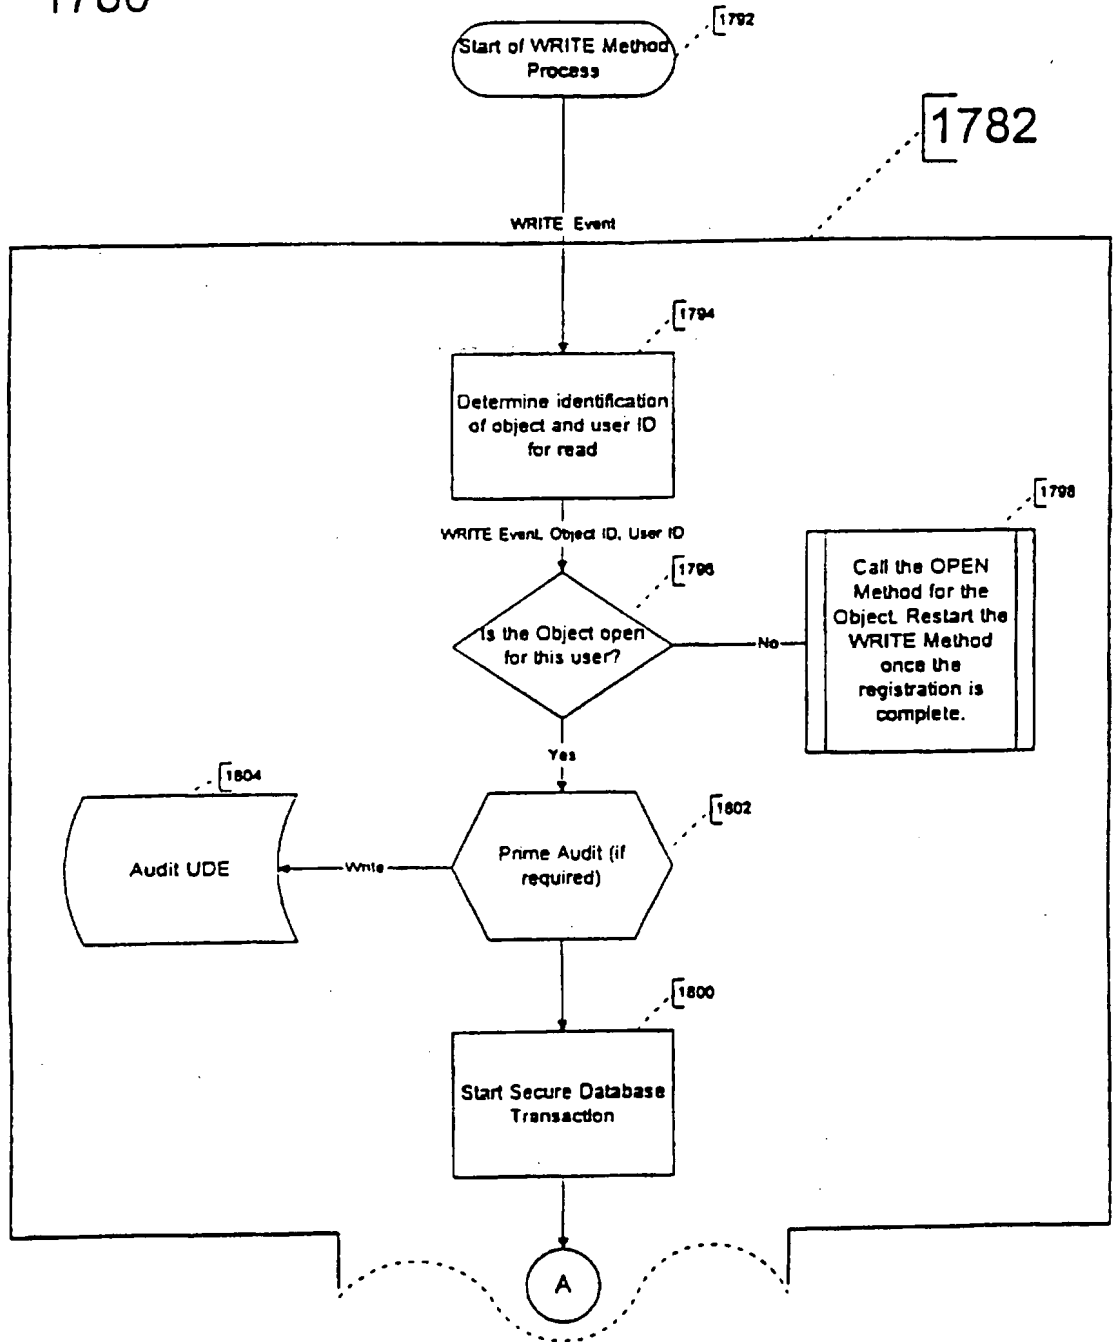 1780
1792
Start of WRITE Method
Process
1782
WRITE Event
1794
Determine identification
of object and user ID
for read
1798
WRITE Event, Object ID, User ID
1796
Call the OPEN
Method for the
Object. Restart the
WRITE Method
once the
registration is
complete.
Is the Object open
for this user?
No
Yes
1804
1802
Audit UDE
Write
Prime Audit (if
required)
1800
Start Secure Database
Transaction
A